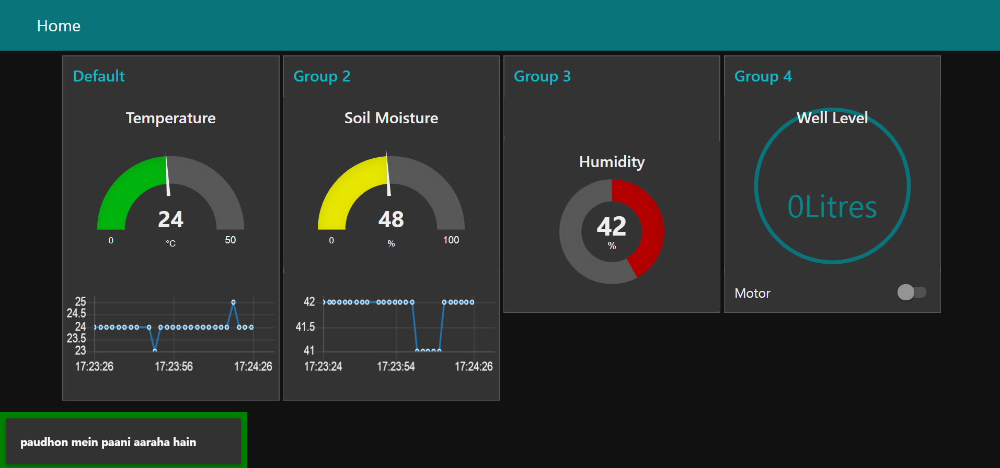 Home
Default
Temperature
24
0
°C
50
25
24.5
24
23.5
23
17:23:26
17:23:56
17:24:26
Group 2
Soil Moisture
48
0
%
100
42
41.5
41
17:23:24
17:23:54
17:24:26
Group 3
Humidity
42
%
Group 4
Well Level
0Litres
Motor
paudhon mein paani aaraha hain